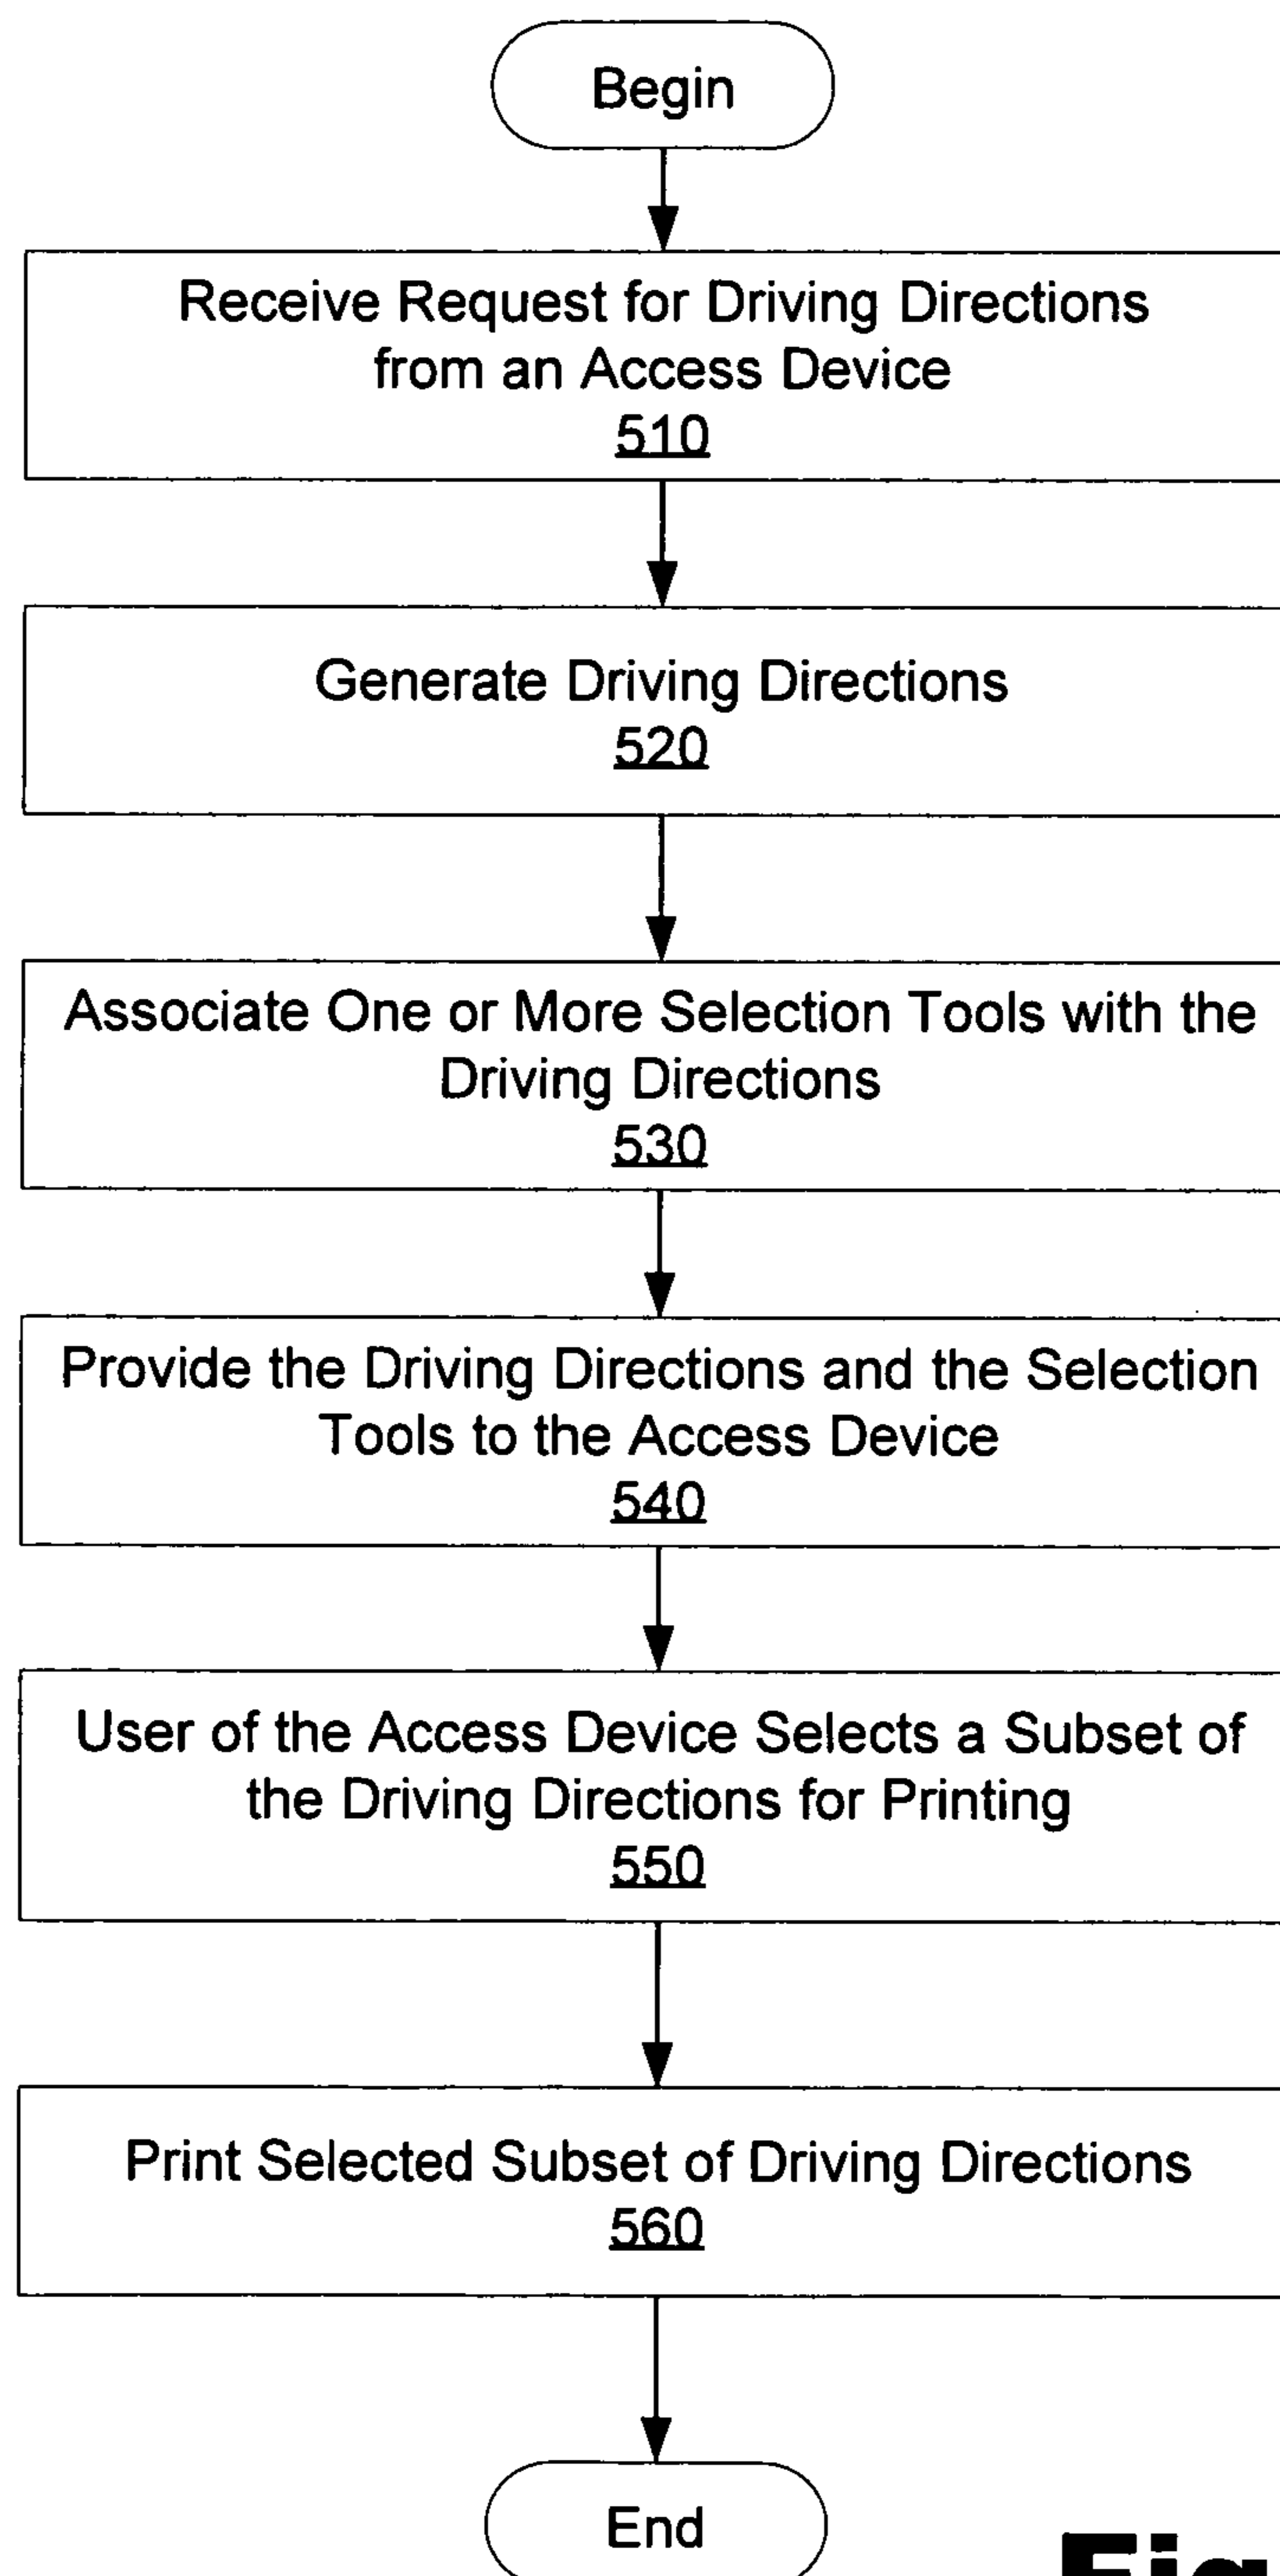 Begin
Receive Request for Driving Directions
from an Access Device
510
Generate Driving Directions
520
Associate One or More Selection Tools with the
Driving Directions
530
Provide the Driving Directions and the Selection
Tools to the Access Device
540
User of the Access Device Selects a Subset of
the Driving Directions for Printing
550
Print Selected Subset of Driving Directions
560
End